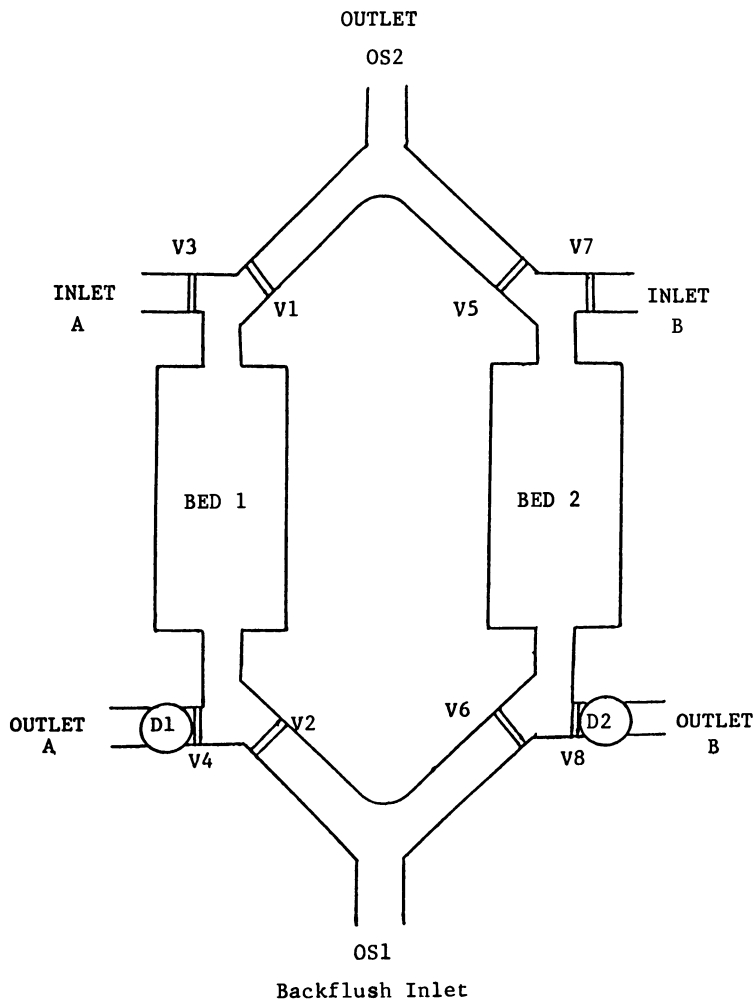 OUTLET
OS2
V3
V7
INLET
A
V1
V5
INLET
B
BED 1
BED 2
OUTLET
A
D1
V4
V2
V6
V8
D2
OUTLET
B
OS1
Backflush Inlet